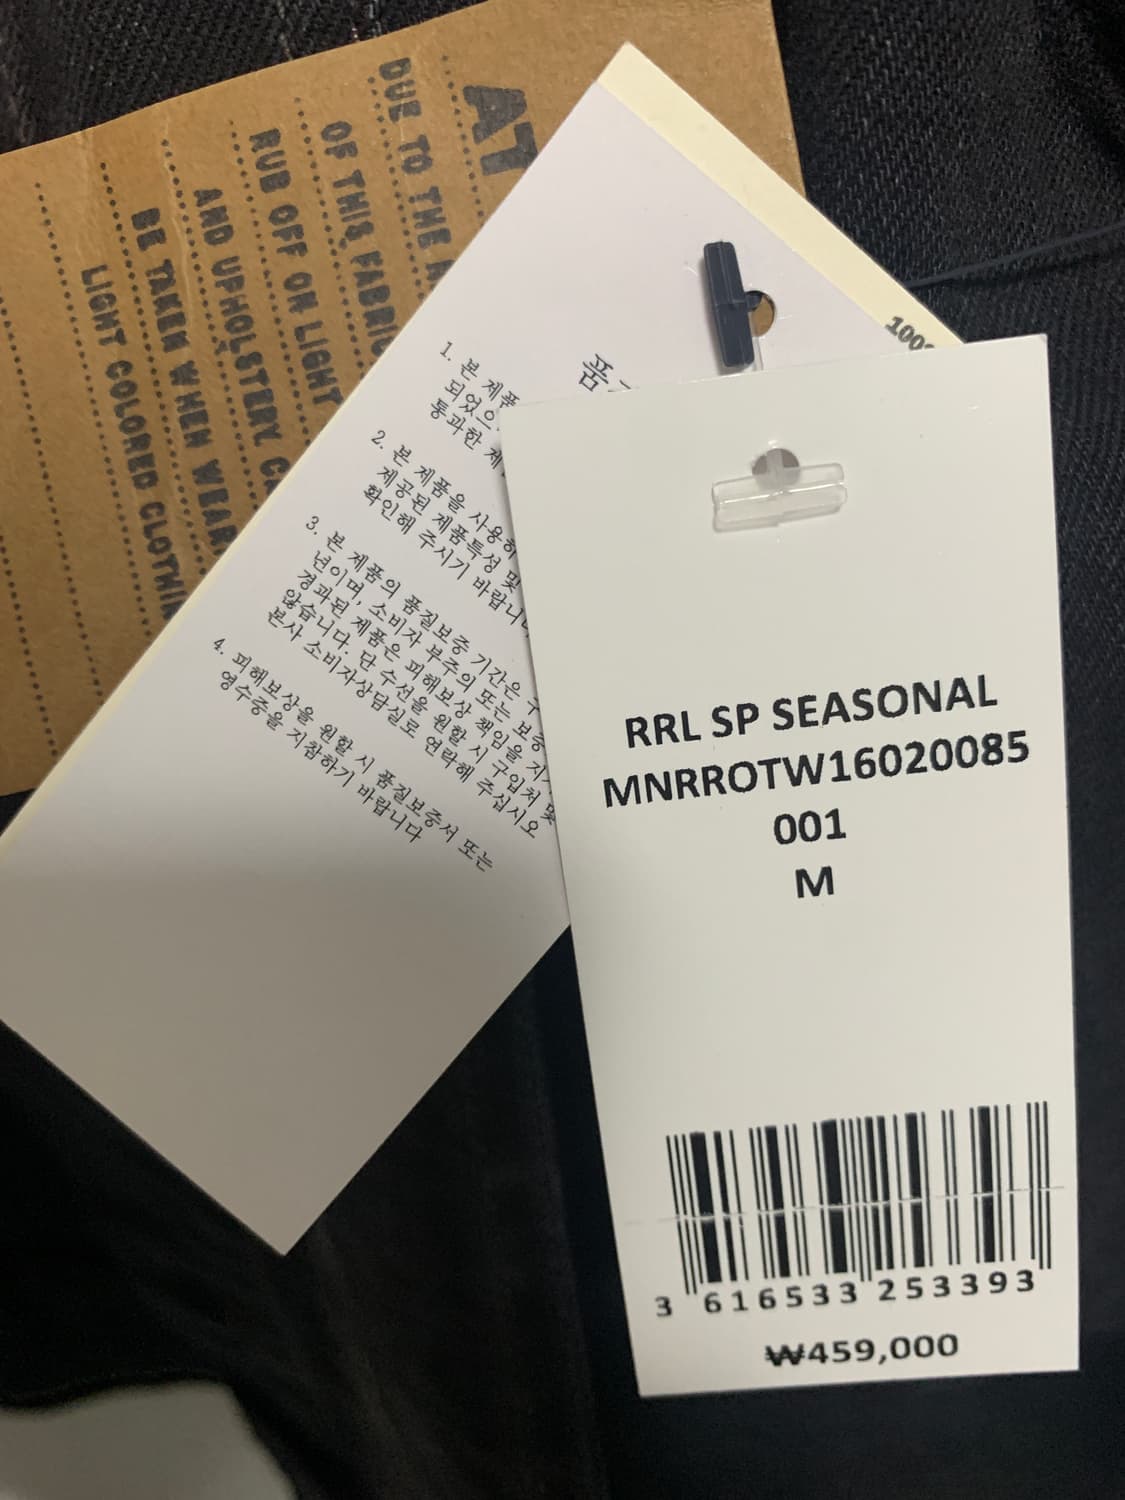 AT
DUE TO THE
OF THIS FABRIC
RUB OFF ON LIGHT
AND UPHOLSTERY.
BE TAKEN WHEN
LIGHT COLORED
1. 본 제품
되었으
통과한
2. 본 제품을 사용하
제공된 제품특성 및
확인해 주시기 바랍니다
3. 본 제품의 품질보증 기간은
년이며, 소비자 부주의 또는 보증
경과된 제품은 피해보상 책임을 지지
않습니다. 단 수선을 원할 시 구입처 및
본사 소비자상담실로 연락해 주십시오
4. 피해보상을 원할 시 품질보증서 또는
영수증을 지참하기 바랍니다
RRL SP SEASONAL
MNRROTW16020085
001
M
3 616533 253393
₩459,000